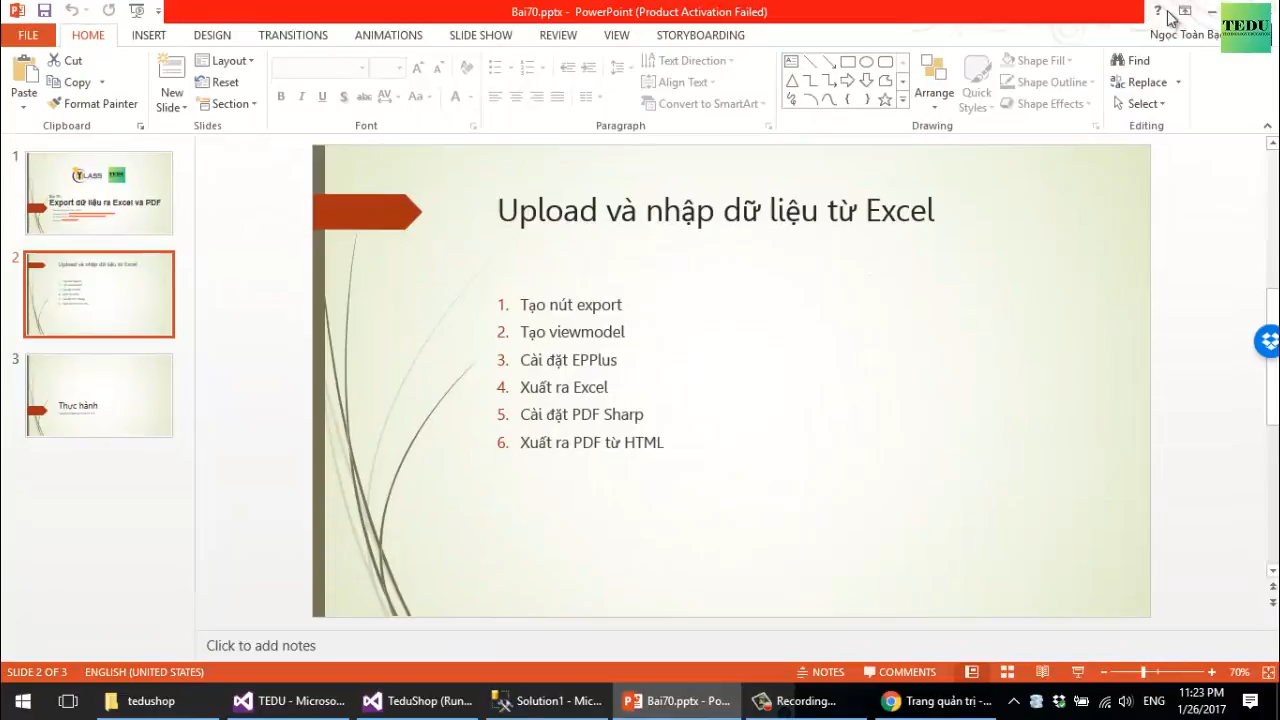 Bai70.pptx - PowerPoint (Product Activation Failed)
?
Ngọc Toàn
TEDU
FILE HOME INSERT DESIGN TRANSITIONS ANIMATIONS SLIDE SHOW REVIEW VIEW STORYBOARDING
Paste
Cut
Copy
Format Painter
Clipboard
New
Slide
Layout
Reset
Section
Slides
B I U S abc AV Aa A
Font
Text Direction
Align Text
Convert to SmartArt
Paragraph
Arrange
Quick
Styles
Shape Fill
Shape Outline
Shape Effects
Drawing
Find
Replace
Select
Editing
1
Export dữ liệu ra Excel và PDF
2
Upload và nhập dữ liệu từ Excel
3
Thực hành
Upload và nhập dữ liệu từ Excel
1. Tạo nút export
2. Tạo viewmodel
3. Cài đặt EPPlus
4. Xuất ra Excel
5. Cài đặt PDF Sharp
6. Xuất ra PDF từ HTML
Click to add notes
SLIDE 2 OF 3 ENGLISH (UNITED STATES) NOTES COMMENTS 70%
tedushop TEDU - Microso... TeduShop (Run... Solution1 - Mic... Bai70.pptx - Po... Recording... Trang quản trị -... ENG 11:23 PM
1/26/2017